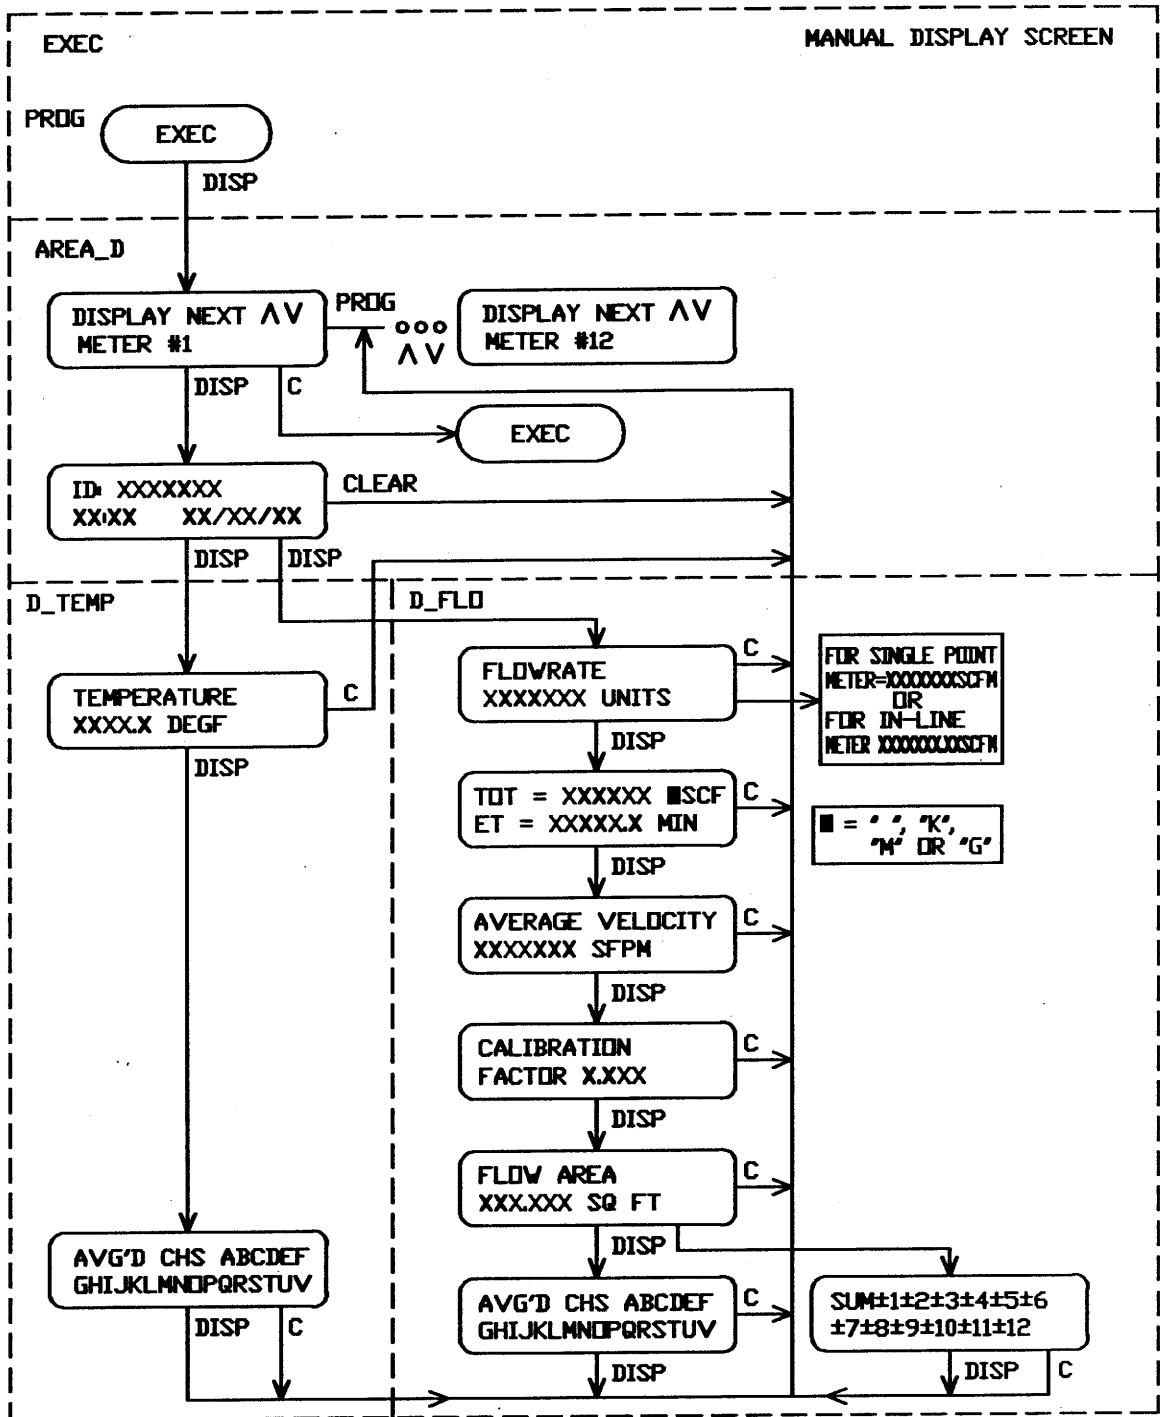 EXEC
MANUAL DISPLAY SCREEN
PROG
EXEC
DISP
AREA_D
DISPLAY NEXT ΛV
METER #1
PROG
ooo
ΛV
DISPLAY NEXT ΛV
METER #12
DISP
C
EXEC
ID: XXXXXXX
XX:XX XX/XX/XX
CLEAR
DISP
DISP
D_TEMP
D_FLO
TEMPERATURE
XXXX.X DEGF
C
DISP
FLOWRATE
XXXXXXX UNITS
C
FOR SINGLE POINT
METER=XXXXXXXSCFM
OR
FOR IN-LINE
METER XXXXXXX.XXSCFM
DISP
TOT = XXXXXX ■SCF
ET = XXXXX.X MIN
C
■ = " ", "K",
"M" OR "G"
DISP
AVERAGE VELOCITY
XXXXXXX SFPM
C
DISP
CALIBRATION
FACTOR X.XXX
C
DISP
FLOW AREA
XXX.XXX SQ FT
C
DISP
AVG'D CHS ABCDEF
GHIJKLMNOPQRSTUV
DISP
C
AVG'D CHS ABCDEF
GHIJKLMNOPQRSTUV
C
DISP
SUM±1±2±3±4±5±6
±7±8±9±10±11±12
DISP
C